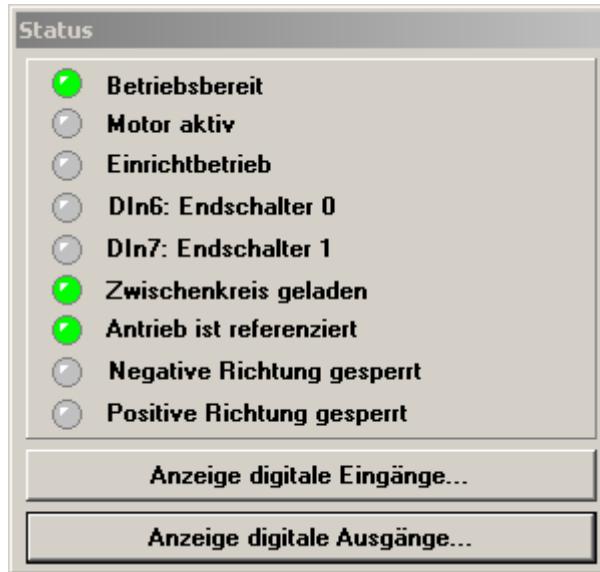 Status
Betriebsbereit
Motor aktiv
Einrichtbetrieb
DIn6: Endschalter 0
DIn7: Endschalter 1
Zwischenkreis geladen
Antrieb ist referenziert
Negative Richtung gesperrt
Positive Richtung gesperrt
Anzeige digitale Eingänge...
Anzeige digitale Ausgänge...